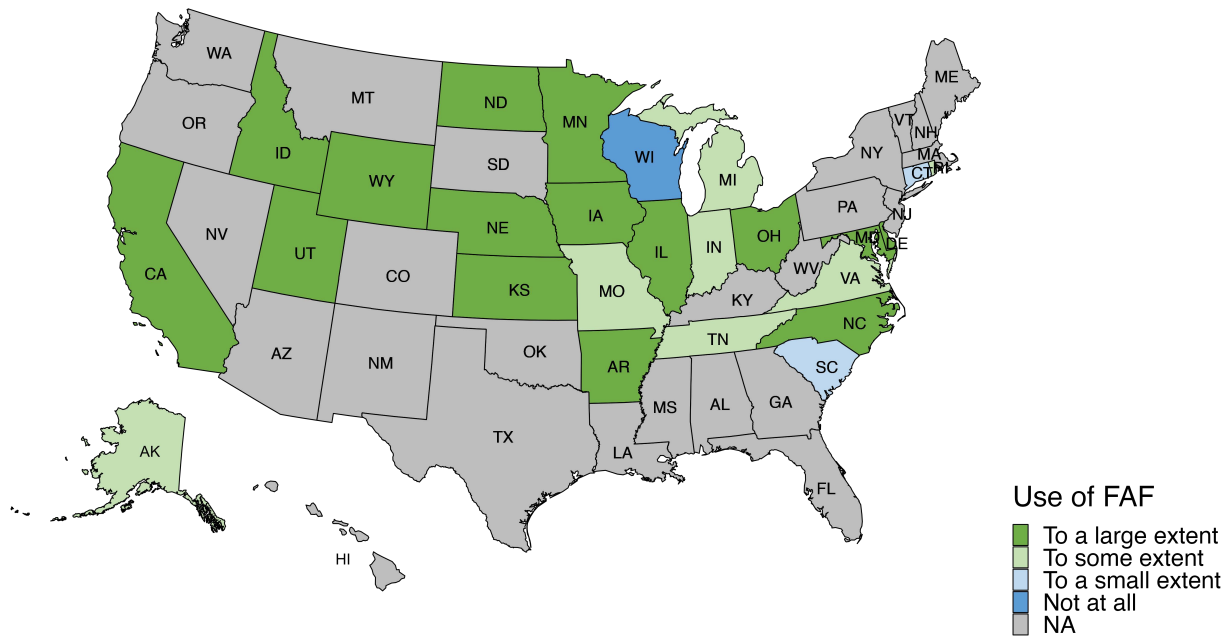 WA
MT
ND
MN
ME
OR
ID
SD
WI
VT
NH
NY
MA
WY
MI
CT
RI
NE
IA
PA
NJ
NV
UT
IL
IN
OH
MD
DE
CA
CO
KS
MO
WV
VA
KY
AZ
NM
OK
TN
NC
AR
SC
TX
MS
AL
GA
LA
AK
FL
HI
Use of FAF
To a large extent
To some extent
To a small extent
Not at all
NA